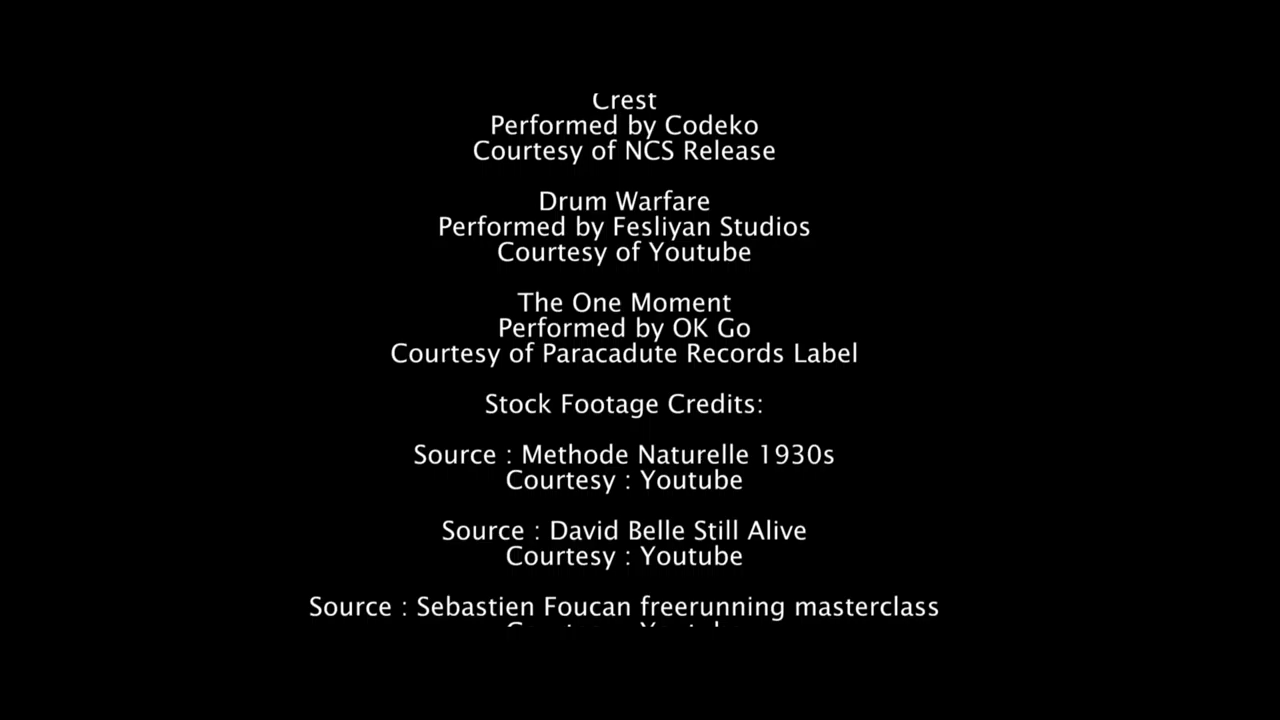 Crest
Performed by Codeko
Courtesy of NCS Release
Drum Warfare
Performed by Fesliyan Studios
Courtesy of Youtube
The One Moment
Performed by OK Go
Courtesy of Paracadute Records Label
Stock Footage Credits:
Source : Methode Naturelle 1930s
Courtesy : Youtube
Source : David Belle Still Alive
Courtesy : Youtube
Source : Sebastien Foucan freerunning masterclass